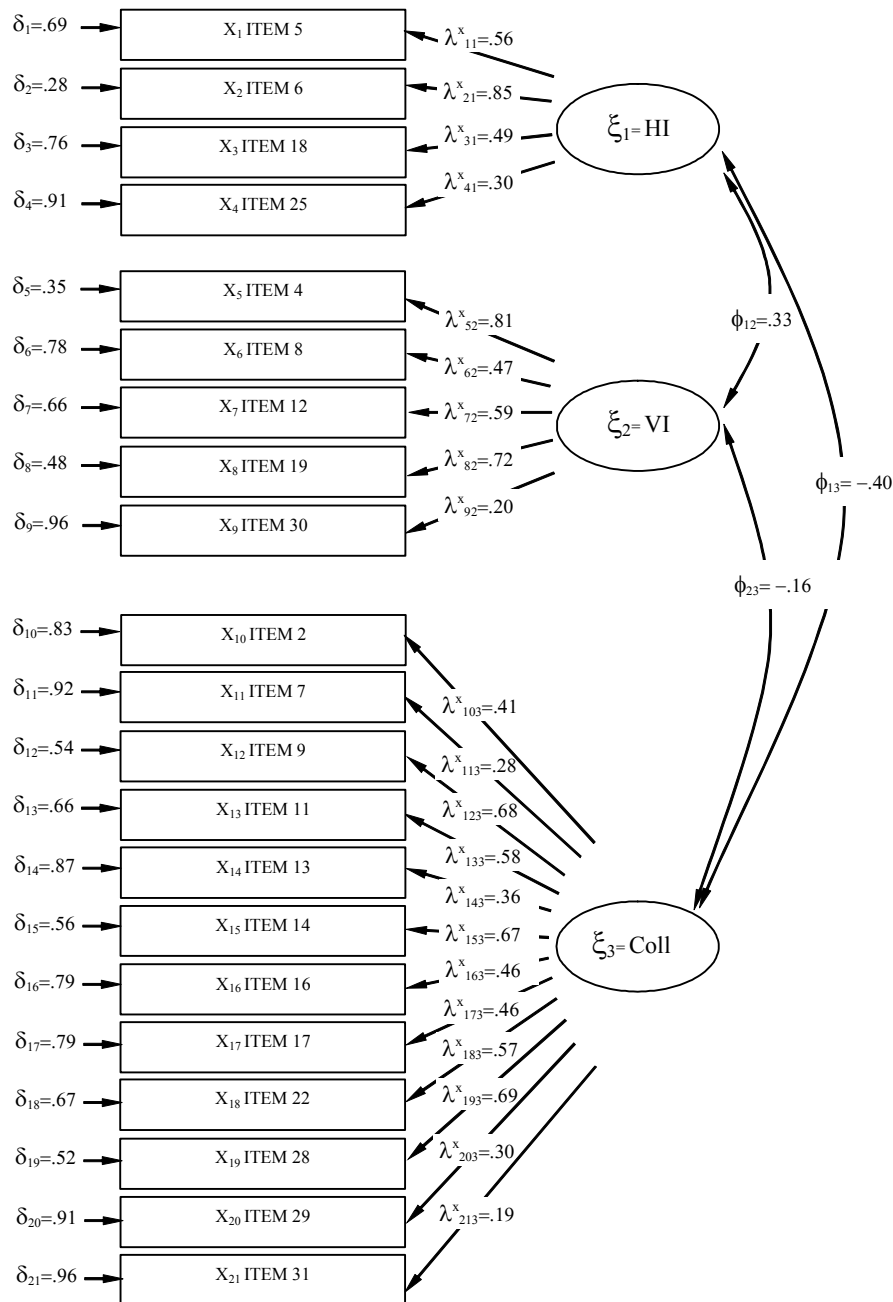 δ₁=.69 X₁ ITEM 5 λˣ₁₁=.56
δ₂=.28 X₂ ITEM 6 λˣ₂₁=.85
δ₃=.76 X₃ ITEM 18 λˣ₃₁=.49
δ₄=.91 X₄ ITEM 25 λˣ₄₁=.30
ξ₁= HI
δ₅=.35 X₅ ITEM 4 λˣ₅₂=.81
δ₆=.78 X₆ ITEM 8 λˣ₆₂=.47
δ₇=.66 X₇ ITEM 12 λˣ₇₂=.59
δ₈=.48 X₈ ITEM 19 λˣ₈₂=.72
δ₉=.96 X₉ ITEM 30 λˣ₉₂=.20
ξ₂= VI
ϕ₁₂=.33
ϕ₁₃= −.40
ϕ₂₃= −.16
δ₁₀=.83 X₁₀ ITEM 2 λˣ₁₀₃=.41
δ₁₁=.92 X₁₁ ITEM 7 λˣ₁₁₃=.28
δ₁₂=.54 X₁₂ ITEM 9 λˣ₁₂₃=.68
δ₁₃=.66 X₁₃ ITEM 11 λˣ₁₃₃=.58
δ₁₄=.87 X₁₄ ITEM 13 λˣ₁₄₃=.36
δ₁₅=.56 X₁₅ ITEM 14 λˣ₁₅₃=.67
δ₁₆=.79 X₁₆ ITEM 16 λˣ₁₆₃=.46
δ₁₇=.79 X₁₇ ITEM 17 λˣ₁₇₃=.46
δ₁₈=.67 X₁₈ ITEM 22 λˣ₁₈₃=.57
δ₁₉=.52 X₁₉ ITEM 28 λˣ₁₉₃=.69
δ₂₀=.91 X₂₀ ITEM 29 λˣ₂₀₃=.30
δ₂₁=.96 X₂₁ ITEM 31 λˣ₂₁₃=.19
ξ₃= Coll